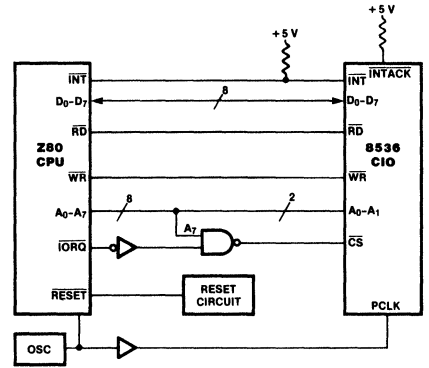 +5 V
+5 V
INT
INT
INTACK
D0-D7
8
D0-D7
RD
RD
Z80
CPU
8536
CIO
WR
WR
A0-A7
8
2
A0-A1
A7
IORQ
CS
RESET
RESET
CIRCUIT
PCLK
OSC